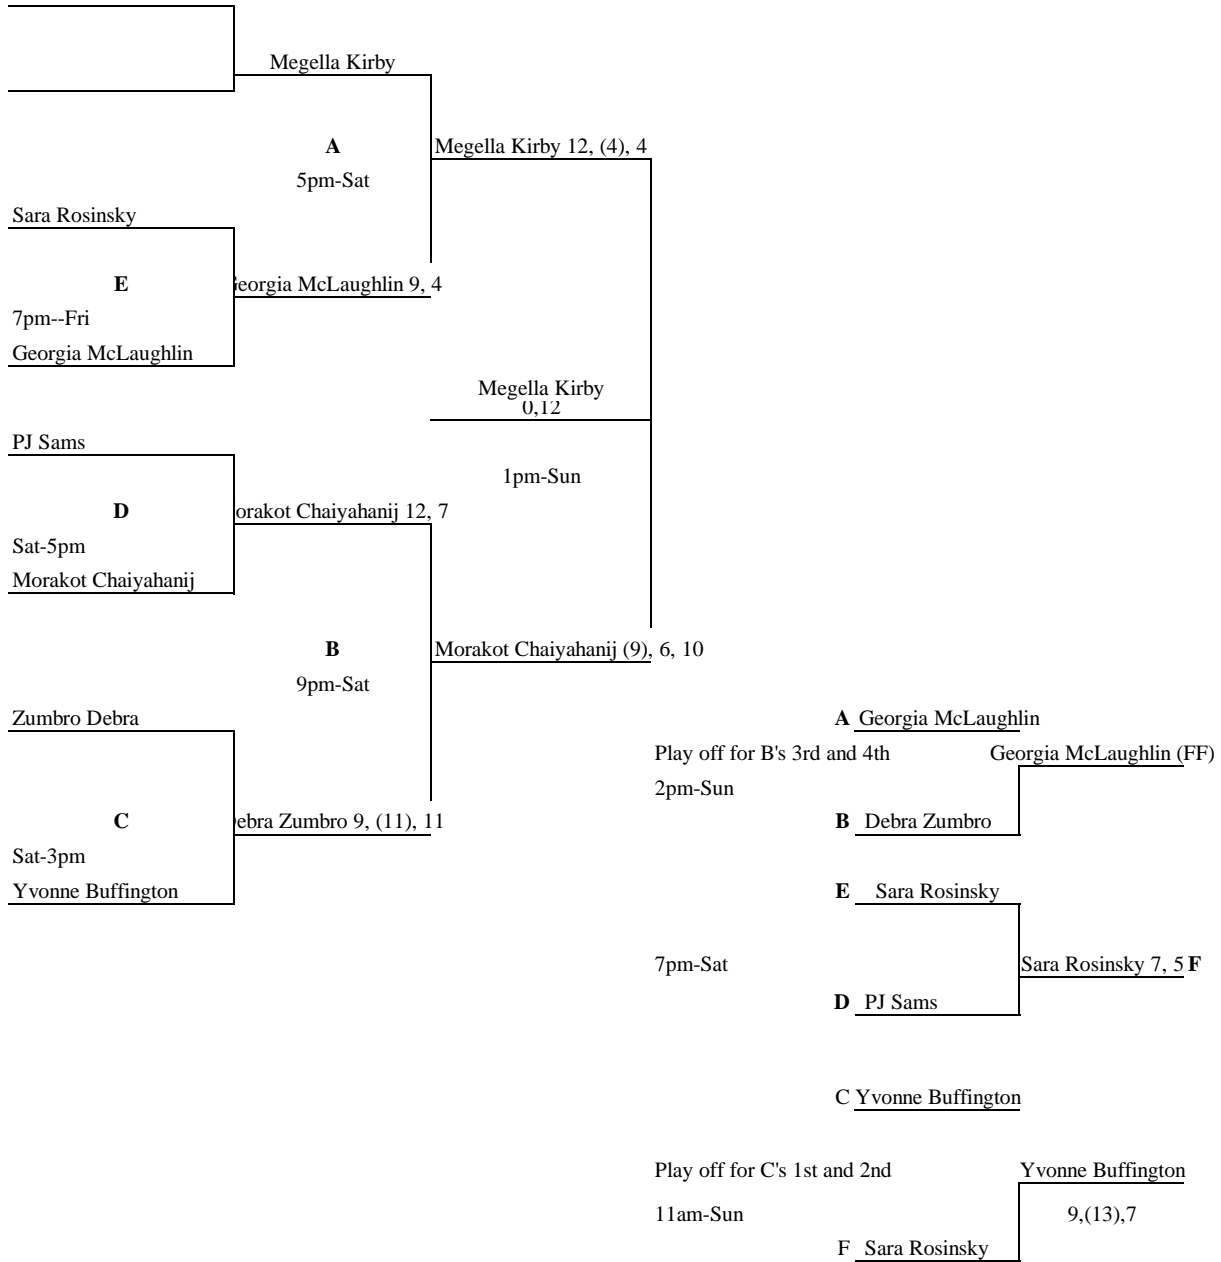 Megella Kirby
A
Megella Kirby 12, (4), 4
5pm-Sat
Sara Rosinsky
E
eorgia McLaughlin 9, 4
7pm--Fri
Georgia McLaughlin
Megella Kirby
0,12
PJ Sams
1pm-Sun
D
orakot Chaiyahanij 12, 7
Sat-5pm
Morakot Chaiyahanij
B
Morakot Chaiyahanij (9), 6, 10
9pm-Sat
Zumbro Debra
A Georgia McLaughlin
Play off for B's 3rd and 4th
Georgia McLaughlin (FF)
2pm-Sun
C
ebra Zumbro 9, (11), 11
B Debra Zumbro
Sat-3pm
Yvonne Buffington
E Sara Rosinsky
7pm-Sat
Sara Rosinsky 7, 5 F
D PJ Sams
C Yvonne Buffington
Play off for C's 1st and 2nd
Yvonne Buffington
11am-Sun
9,(13),7
F Sara Rosinsky